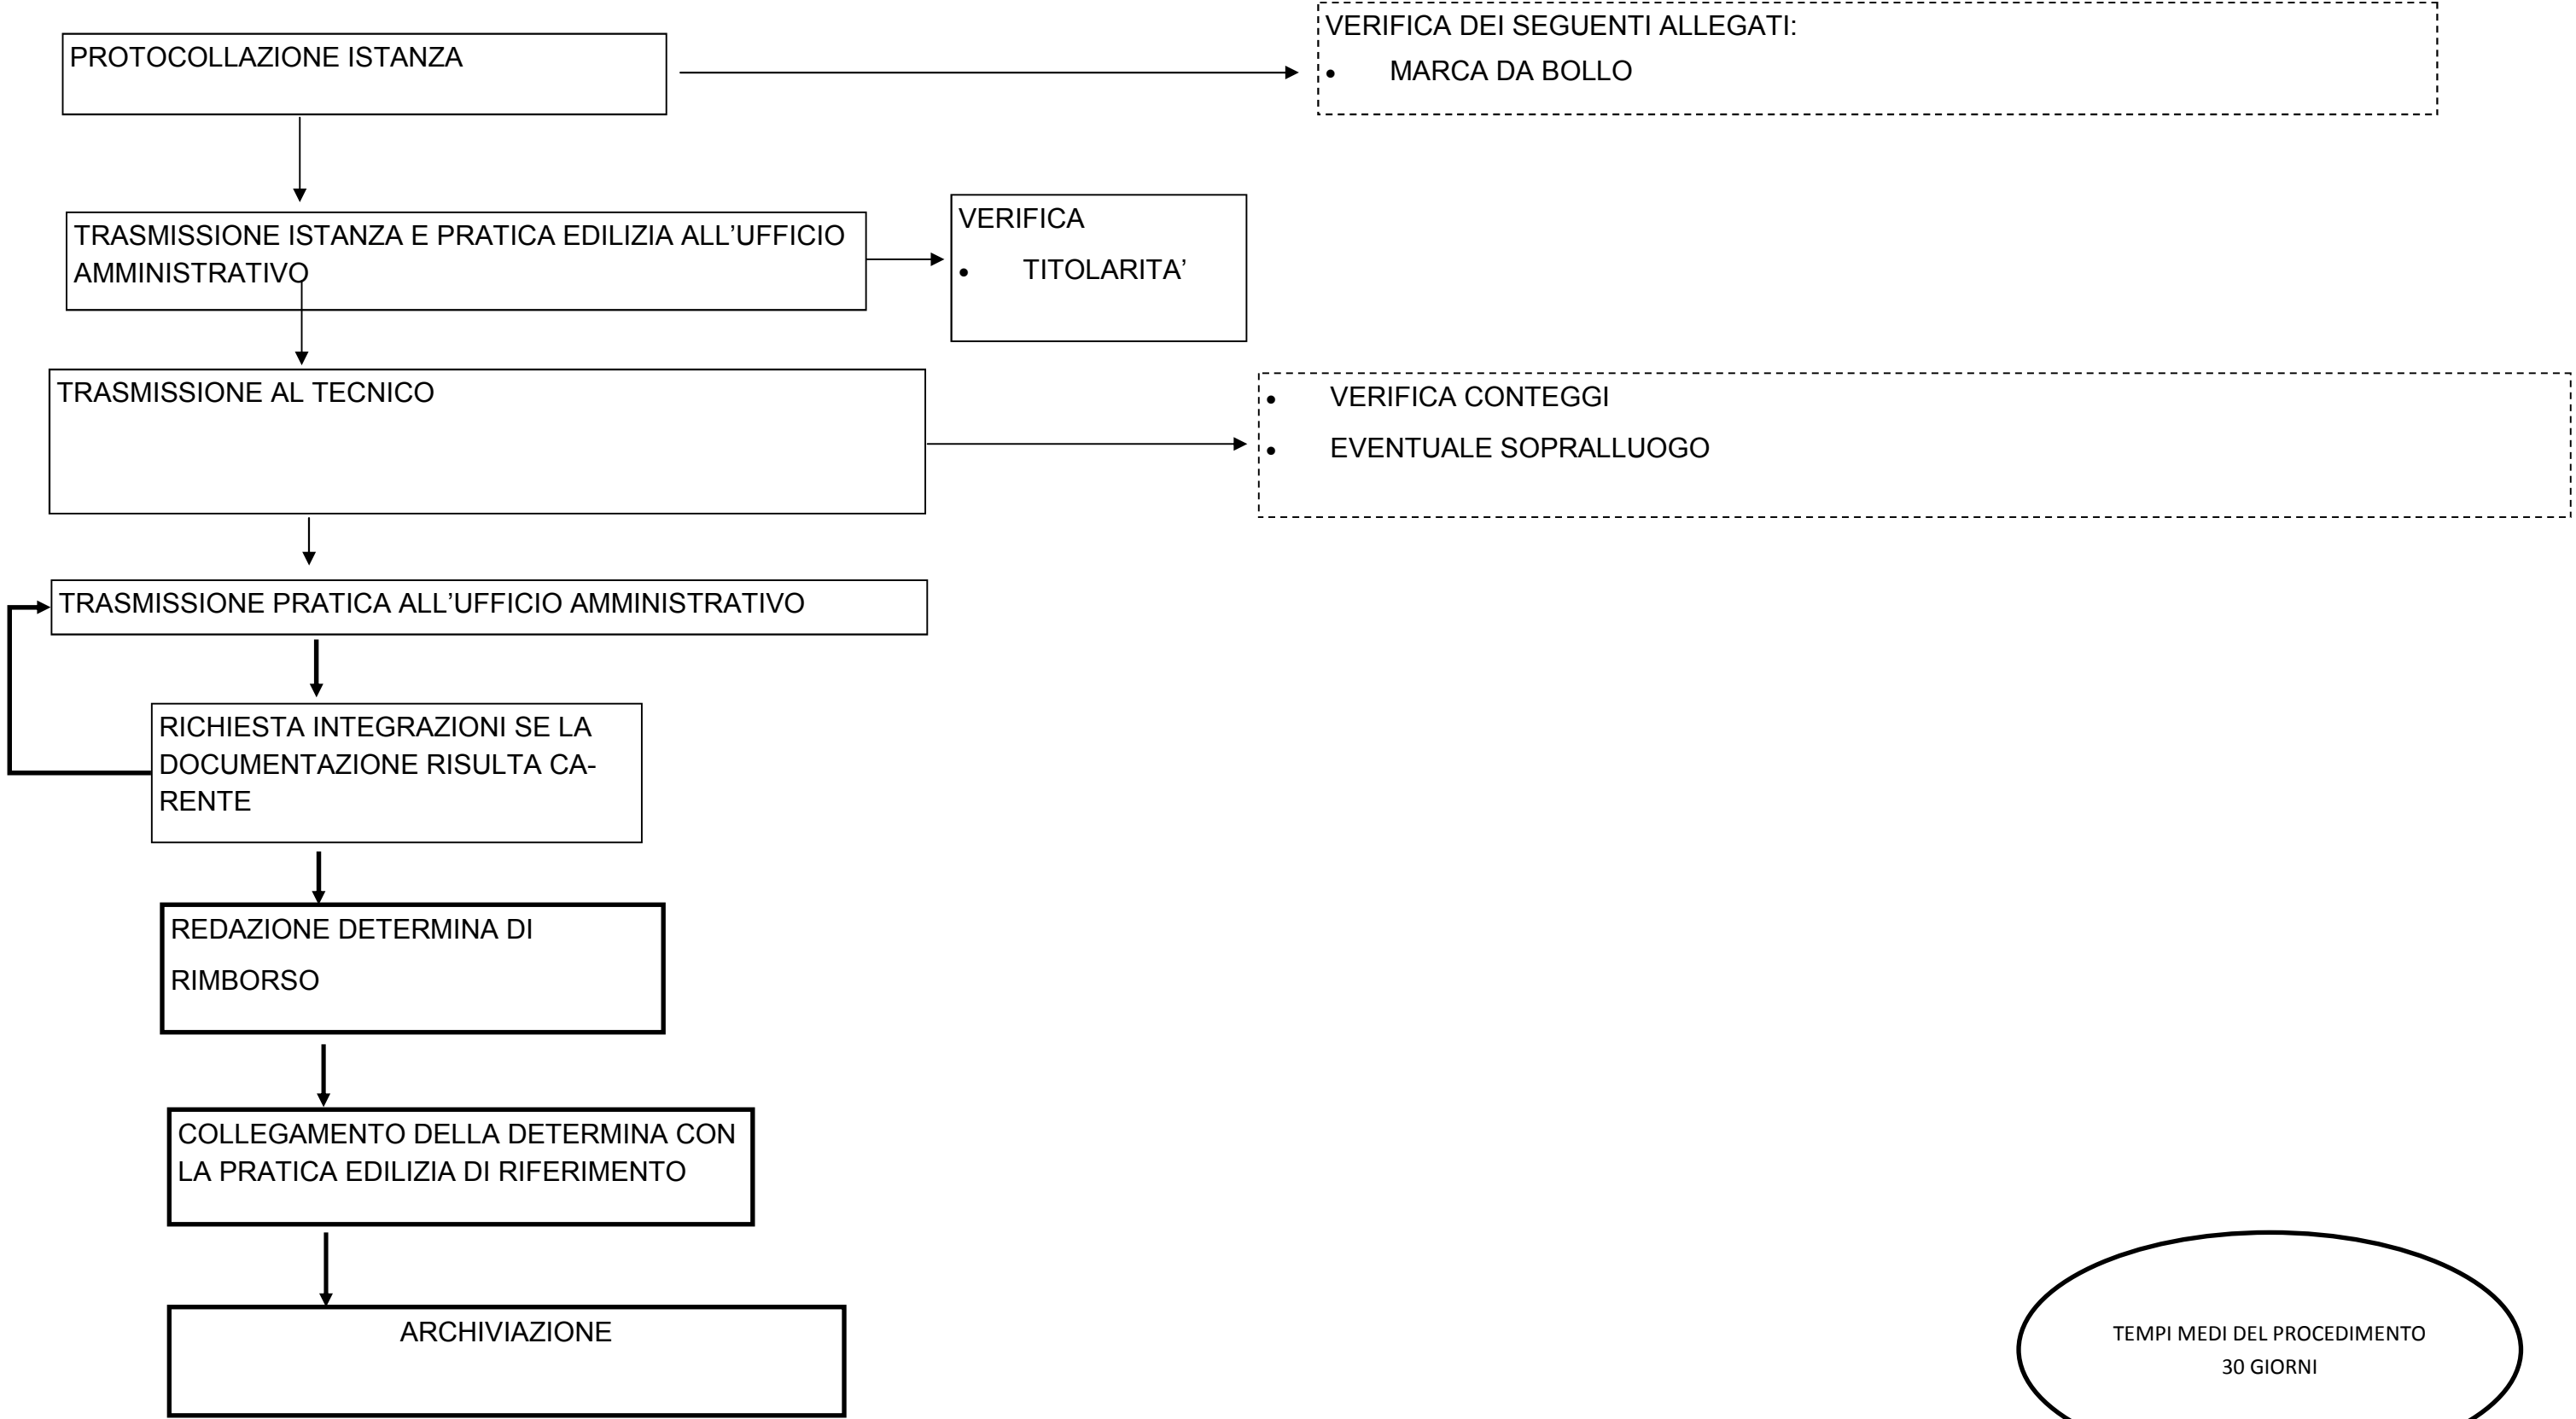 PROTOCOLLAZIONE ISTANZA
VERIFICA DEI SEGUENTI ALLEGATI:
• MARCA DA BOLLO
TRASMISSIONE ISTANZA E PRATICA EDILIZIA ALL’UFFICIO
AMMINISTRATIVO
VERIFICA
• TITOLARITA’
TRASMISSIONE AL TECNICO
• VERIFICA CONTEGGI
• EVENTUALE SOPRALLUOGO
TRASMISSIONE PRATICA ALL’UFFICIO AMMINISTRATIVO
RICHIESTA INTEGRAZIONI SE LA
DOCUMENTAZIONE RISULTA CA-
RENTE
REDAZIONE DETERMINA DI
RIMBORSO
COLLEGAMENTO DELLA DETERMINA CON
LA PRATICA EDILIZIA DI RIFERIMENTO
ARCHIVIAZIONE
TEMPI MEDI DEL PROCEDIMENTO
30 GIORNI